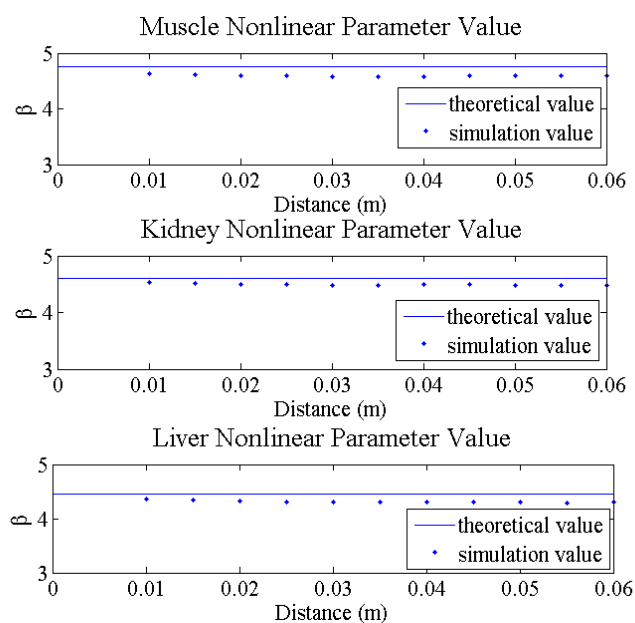 Muscle Nonlinear Parameter Value
5
4
3
β
theoretical value
simulation value
0 0.01 0.02 0.03 0.04 0.05 0.06
Distance (m)
Kidney Nonlinear Parameter Value
5
4
3
β
theoretical value
simulation value
0 0.01 0.02 0.03 0.04 0.05 0.06
Distance (m)
Liver Nonlinear Parameter Value
5
4
3
β
theoretical value
simulation value
0 0.01 0.02 0.03 0.04 0.05 0.06
Distance (m)